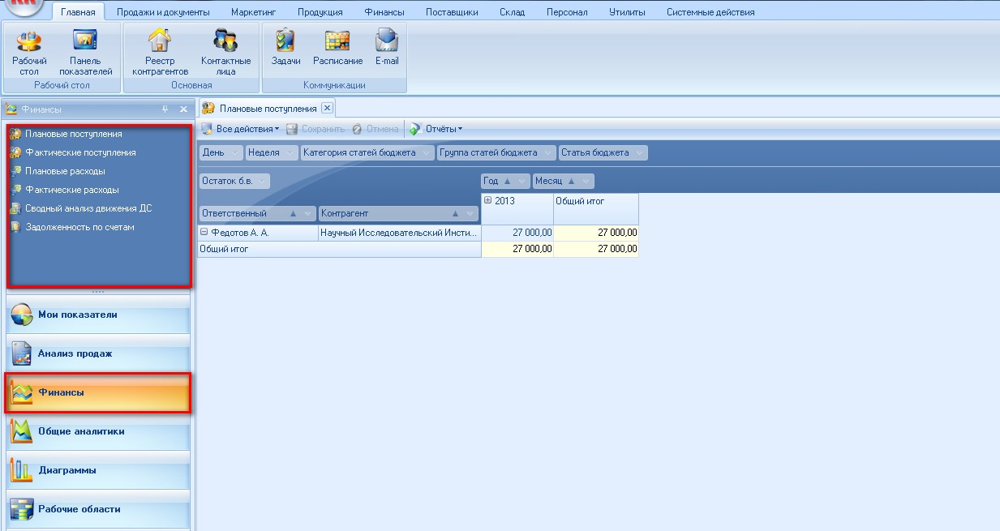 Главная Продажи и документы Маркетинг Продукция Финансы Поставщики Склад Персонал Утилиты Системные действия
Рабочий стол
Панель показателей
Реестр контрагентов
Контактные лица
Задачи
Расписание
E-mail
Рабочий стол Основная Коммуникации
Финансы
Плановые поступления
Фактические поступления
Плановые расходы
Фактические расходы
Сводный анализ движения ДС
Задолженность по счетам
Мои показатели
Анализ продаж
Финансы
Общие аналитики
Диаграммы
Рабочие области
Плановые поступления
Все действия Сохранить Отмена Отчёты
День Неделя Категория статей бюджета Группа статей бюджета Статья бюджета
Остаток б.в. Год Месяц
2013 Общий итог
Ответственный Контрагент
Федотов А. А. Научный Исследовательский Инсти... 27 000,00 27 000,00
Общий итог 27 000,00 27 000,00